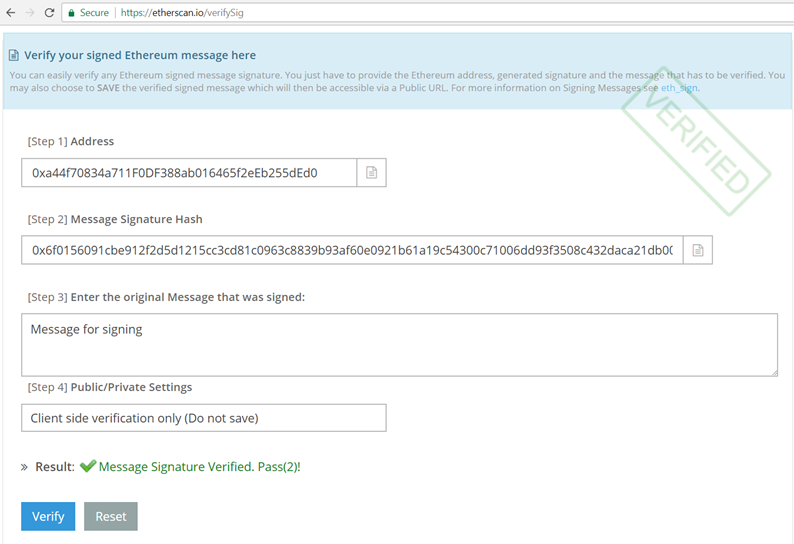 Secure https://etherscan.io/verifySig
Verify your signed Ethereum message here
You can easily verify any Ethereum signed message signature. You just have to provide the Ethereum address, generated signature and the message that has to be verified. You
may also choose to SAVE the verified signed message which will then be accessible via a Public URL. For more information on Signing Messages see eth_sign.
VERIFIED
[Step 1] Address
0xa44f70834a711F0DF388ab016465f2eEb255dEd0
[Step 2] Message Signature Hash
0x6f0156091cbe912f2d5d1215cc3cd81c0963c8839b93af60e0921b61a19c54300c71006dd93f3508c432daca21db00
[Step 3] Enter the original Message that was signed:
Message for signing
[Step 4] Public/Private Settings
Client side verification only (Do not save)
» Result: Message Signature Verified. Pass(2)!
Verify Reset